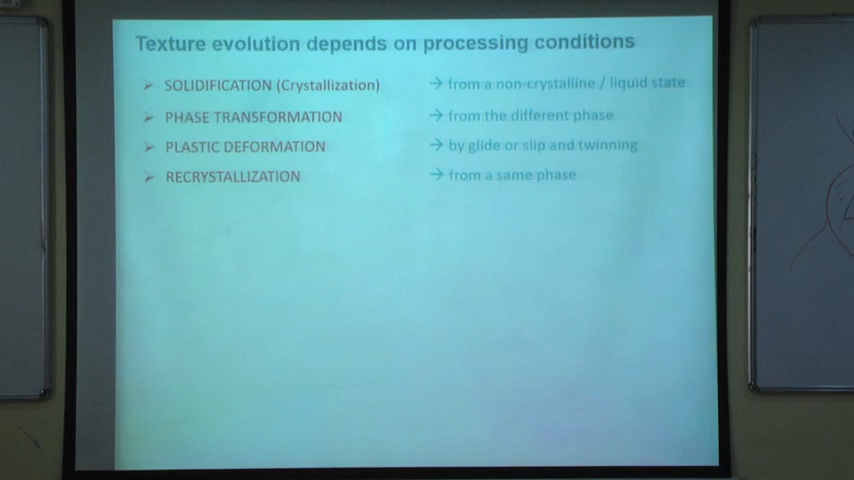 Texture evolution depends on processing conditions
➢ SOLIDIFICATION (Crystallization) → from a non-crystalline / liquid state
➢ PHASE TRANSFORMATION → from the different phase
➢ PLASTIC DEFORMATION → by glide or slip and twinning
➢ RECRYSTALLIZATION → from a same phase